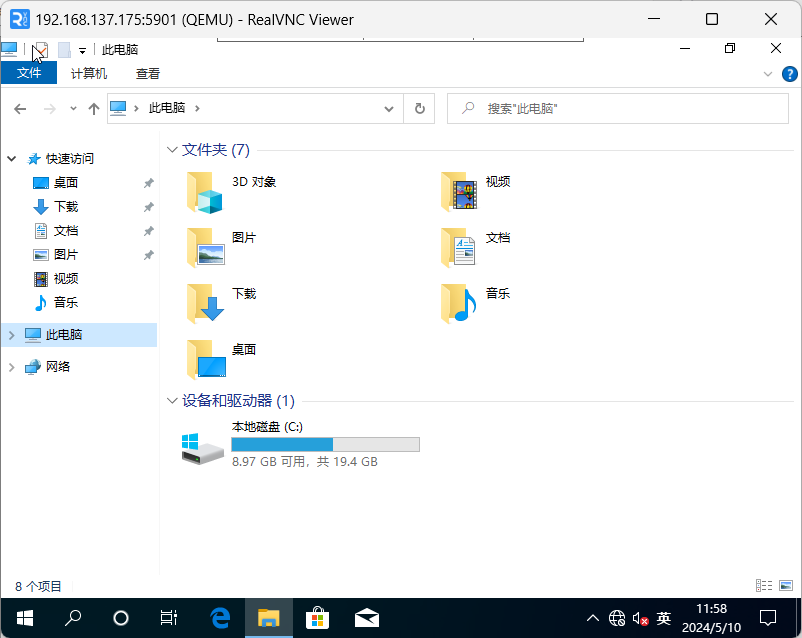 192.168.137.175:5901 (QEMU) - RealVNC Viewer
此电脑
文件 计算机 查看
此电脑
搜索"此电脑"
快速访问
桌面
下载
文档
图片
视频
音乐
此电脑
网络
文件夹 (7)
3D 对象
视频
图片
文档
下载
音乐
桌面
设备和驱动器 (1)
本地磁盘 (C:)
8.97 GB 可用，共 19.4 GB
8 个项目
英
11:58
2024/5/10